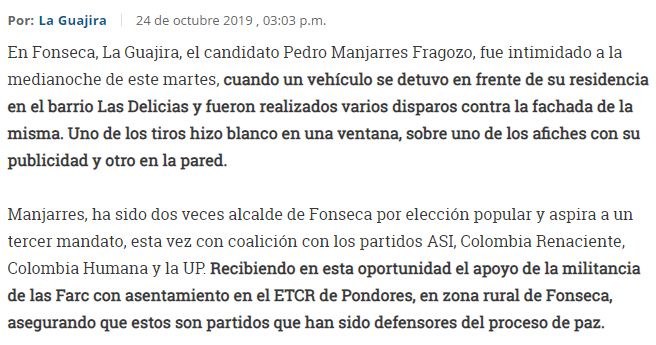 Por: La Guajira | 24 de octubre 2019 , 03:03 p.m.
En Fonseca, La Guajira, el candidato Pedro Manjarres Fragozo, fue intimidado a la
medianoche de este martes, cuando un vehículo se detuvo en frente de su residencia
en el barrio Las Delicias y fueron realizados varios disparos contra la fachada de la
misma. Uno de los tiros hizo blanco en una ventana, sobre uno de los afiches con su
publicidad y otro en la pared.
Manjarres, ha sido dos veces alcalde de Fonseca por elección popular y aspira a un
tercer mandato, esta vez con coalición con los partidos ASI, Colombia Renaciente,
Colombia Humana y la UP. Recibiendo en esta oportunidad el apoyo de la militancia
de las Farc con asentamiento en el ETCR de Pondores, en zona rural de Fonseca,
asegurando que estos son partidos que han sido defensores del proceso de paz.